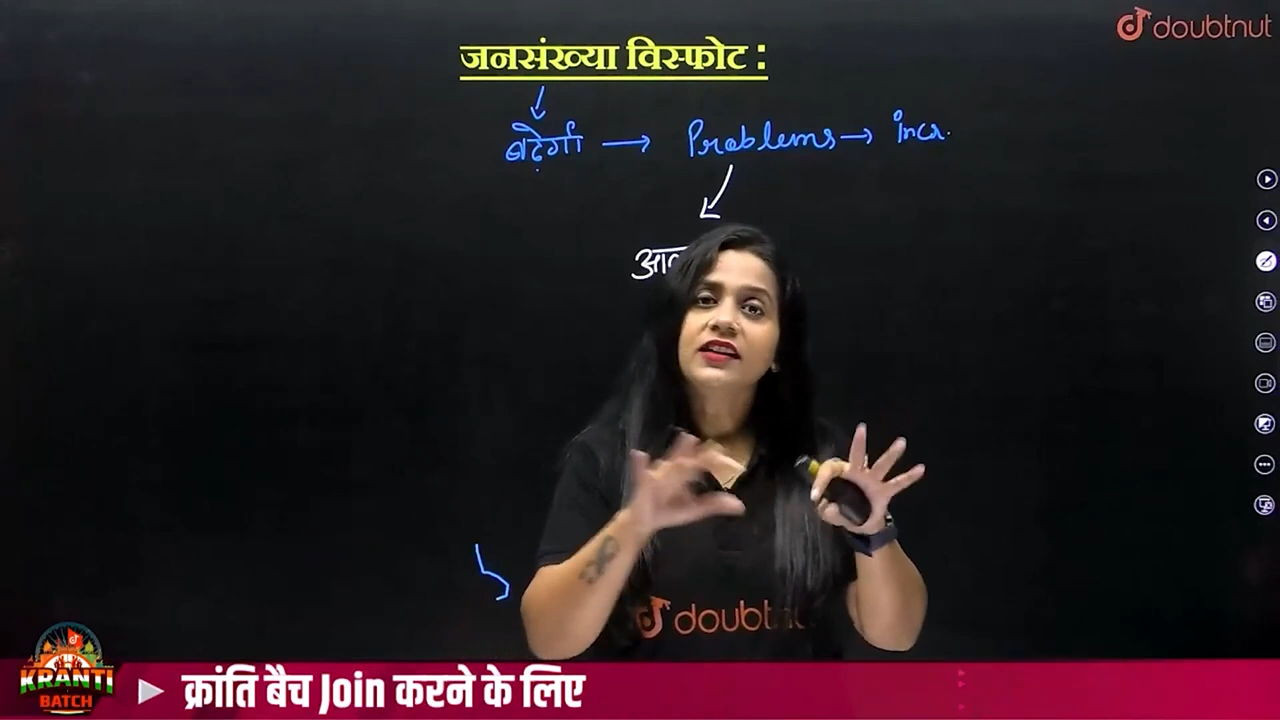 doubtnut
जनसंख्या विस्फोट :
बढ़ेगी → Problems → incr.
doubtnut
KRANTI
BATCH
क्रांति बैच Join करने के लिए